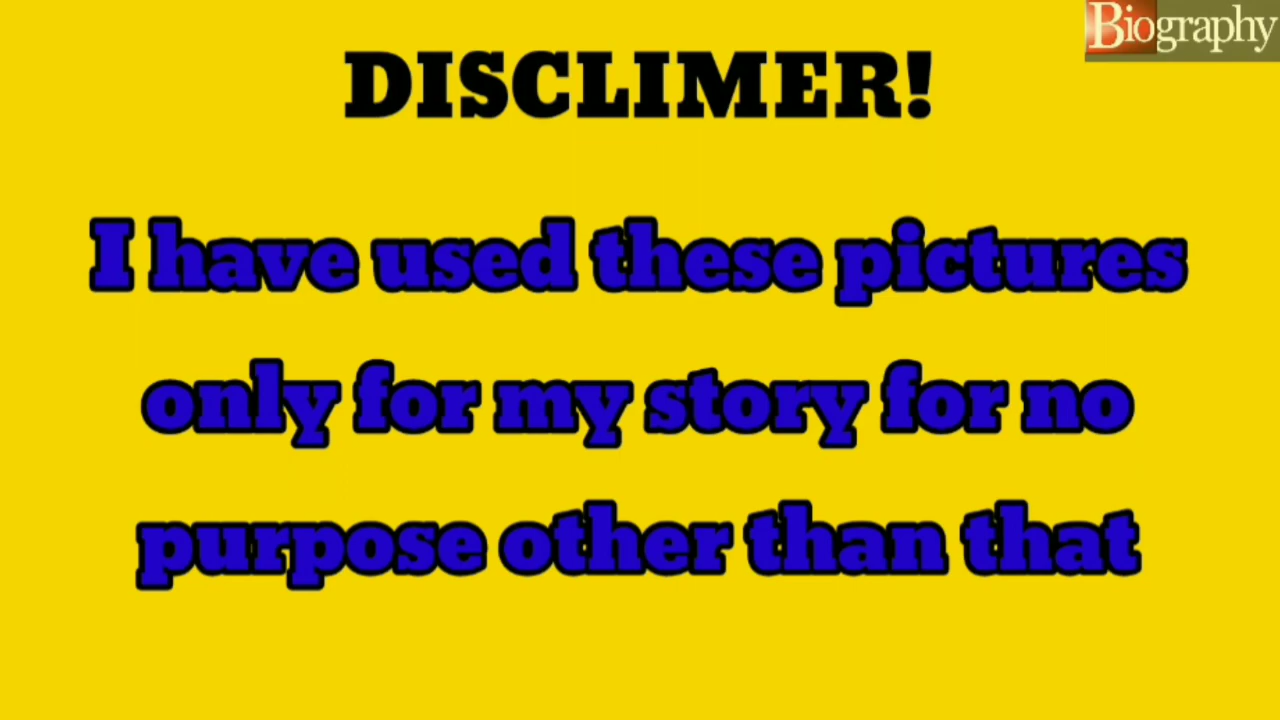 Biography
DISCLIMER!
I have used these pictures
only for my story for no
purpose other than that